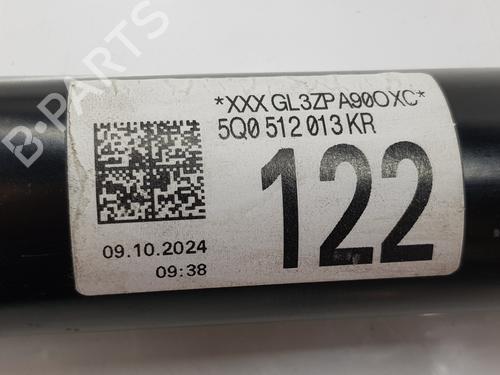 *XXX GL3ZPA90OXC*
5Q0 512 013 KR
122
09.10.2024
09:38
B-PARTS